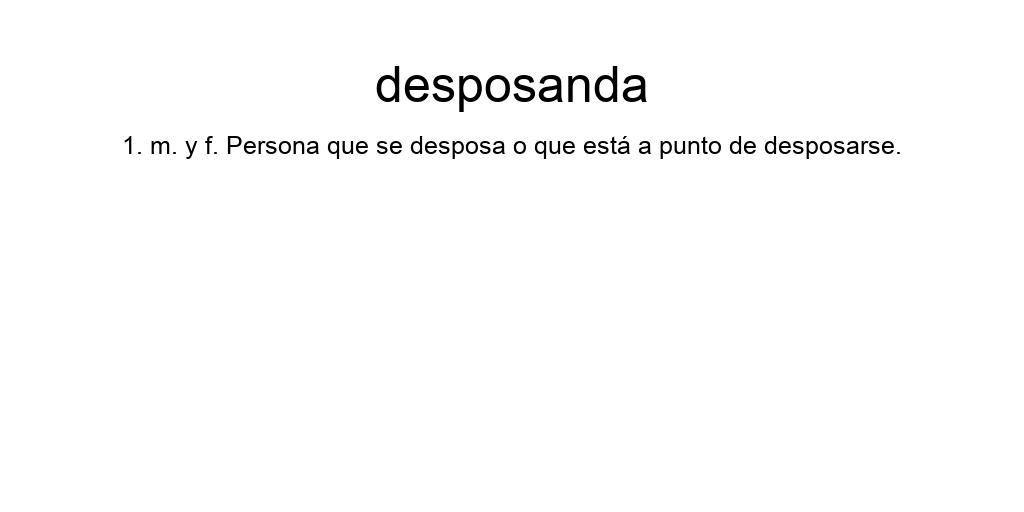 desposanda
1. m. y f. Persona que se desposa o que está a punto de desposarse.